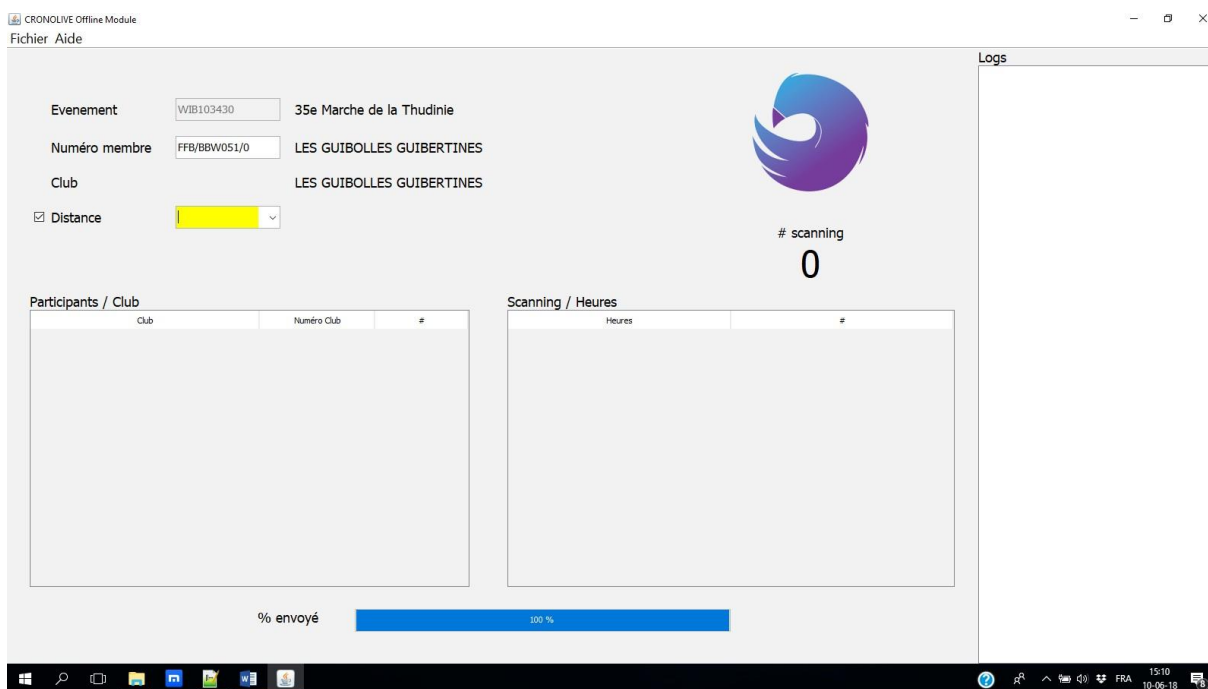 CRONOLIVE Offline Module
Fichier Aide
Logs
Evenement WIB103430 35e Marche de la Thudinie
Numéro membre FFB/BBW051/0 LES GUIBOLLES GUIBERTINES
Club LES GUIBOLLES GUIBERTINES
Distance
# scanning
0
Participants / Club
Club Numéro Club #
Scanning / Heures
Heures #
% envoyé 100 %
FRA 15:10
10-06-18
8